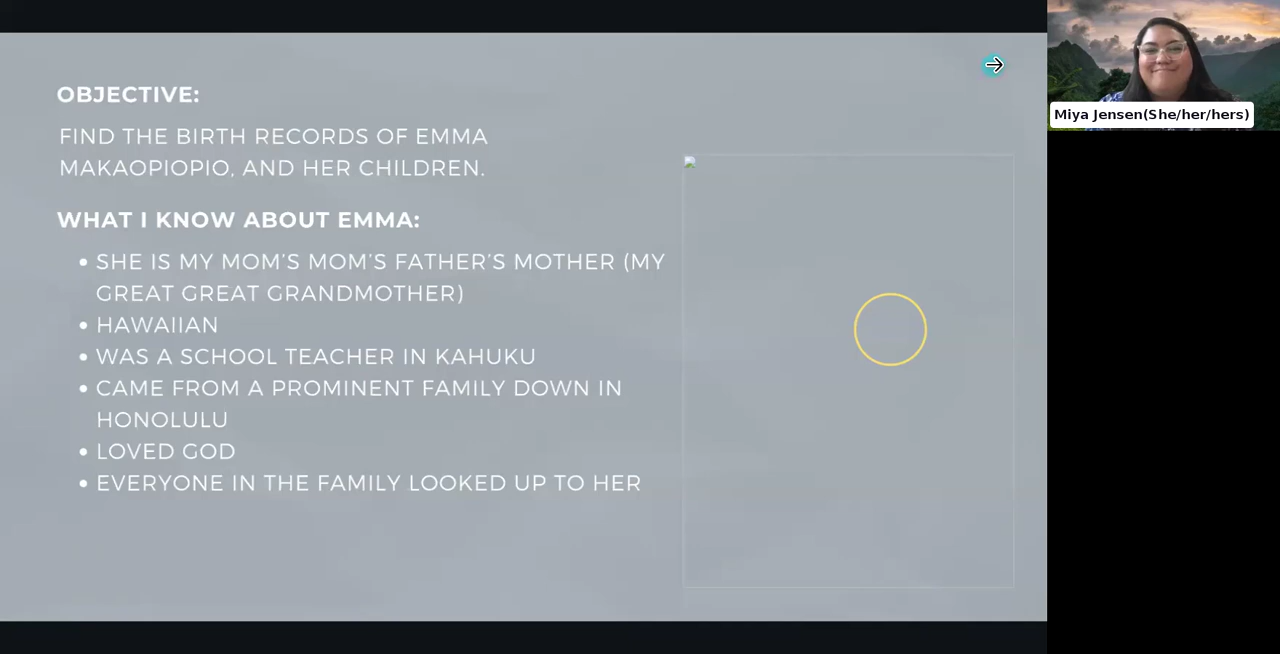 OBJECTIVE:
FIND THE BIRTH RECORDS OF EMMA
MAKAOPIOPIO, AND HER CHILDREN.
WHAT I KNOW ABOUT EMMA:
• SHE IS MY MOM'S MOM'S FATHER'S MOTHER (MY
GREAT GREAT GRANDMOTHER)
• HAWAIIAN
• WAS A SCHOOL TEACHER IN KAHUKU
• CAME FROM A PROMINENT FAMILY DOWN IN
HONOLULU
• LOVED GOD
• EVERYONE IN THE FAMILY LOOKED UP TO HER
Miya Jensen(She/her/hers)